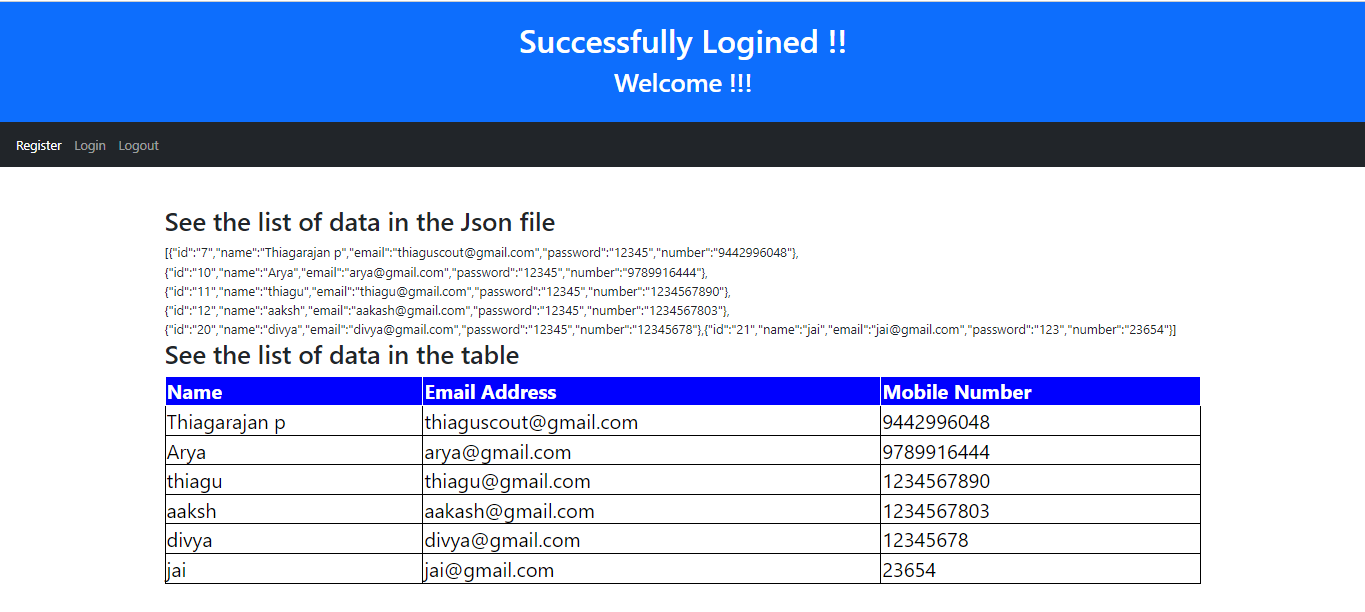 Successfully Logined !!
Welcome !!!
Register Login Logout
See the list of data in the Json file
[{"id":"7","name":"Thiagarajan p","email":"thiaguscout@gmail.com","password":"12345","number":"9442996048"},
{"id":"10","name":"Arya","email":"arya@gmail.com","password":"12345","number":"9789916444"},
{"id":"11","name":"thiagu","email":"thiagu@gmail.com","password":"12345","number":"1234567890"},
{"id":"12","name":"aaksh","email":"aakash@gmail.com","password":"12345","number":"1234567803"},
{"id":"20","name":"divya","email":"divya@gmail.com","password":"12345","number":"12345678"},{"id":"21","name":"jai","email":"jai@gmail.com","password":"123","number":"23654"}]
See the list of data in the table
Name Email Address Mobile Number
Thiagarajan p thiaguscout@gmail.com 9442996048
Arya arya@gmail.com 9789916444
thiagu thiagu@gmail.com 1234567890
aaksh aakash@gmail.com 1234567803
divya divya@gmail.com 12345678
jai jai@gmail.com 23654